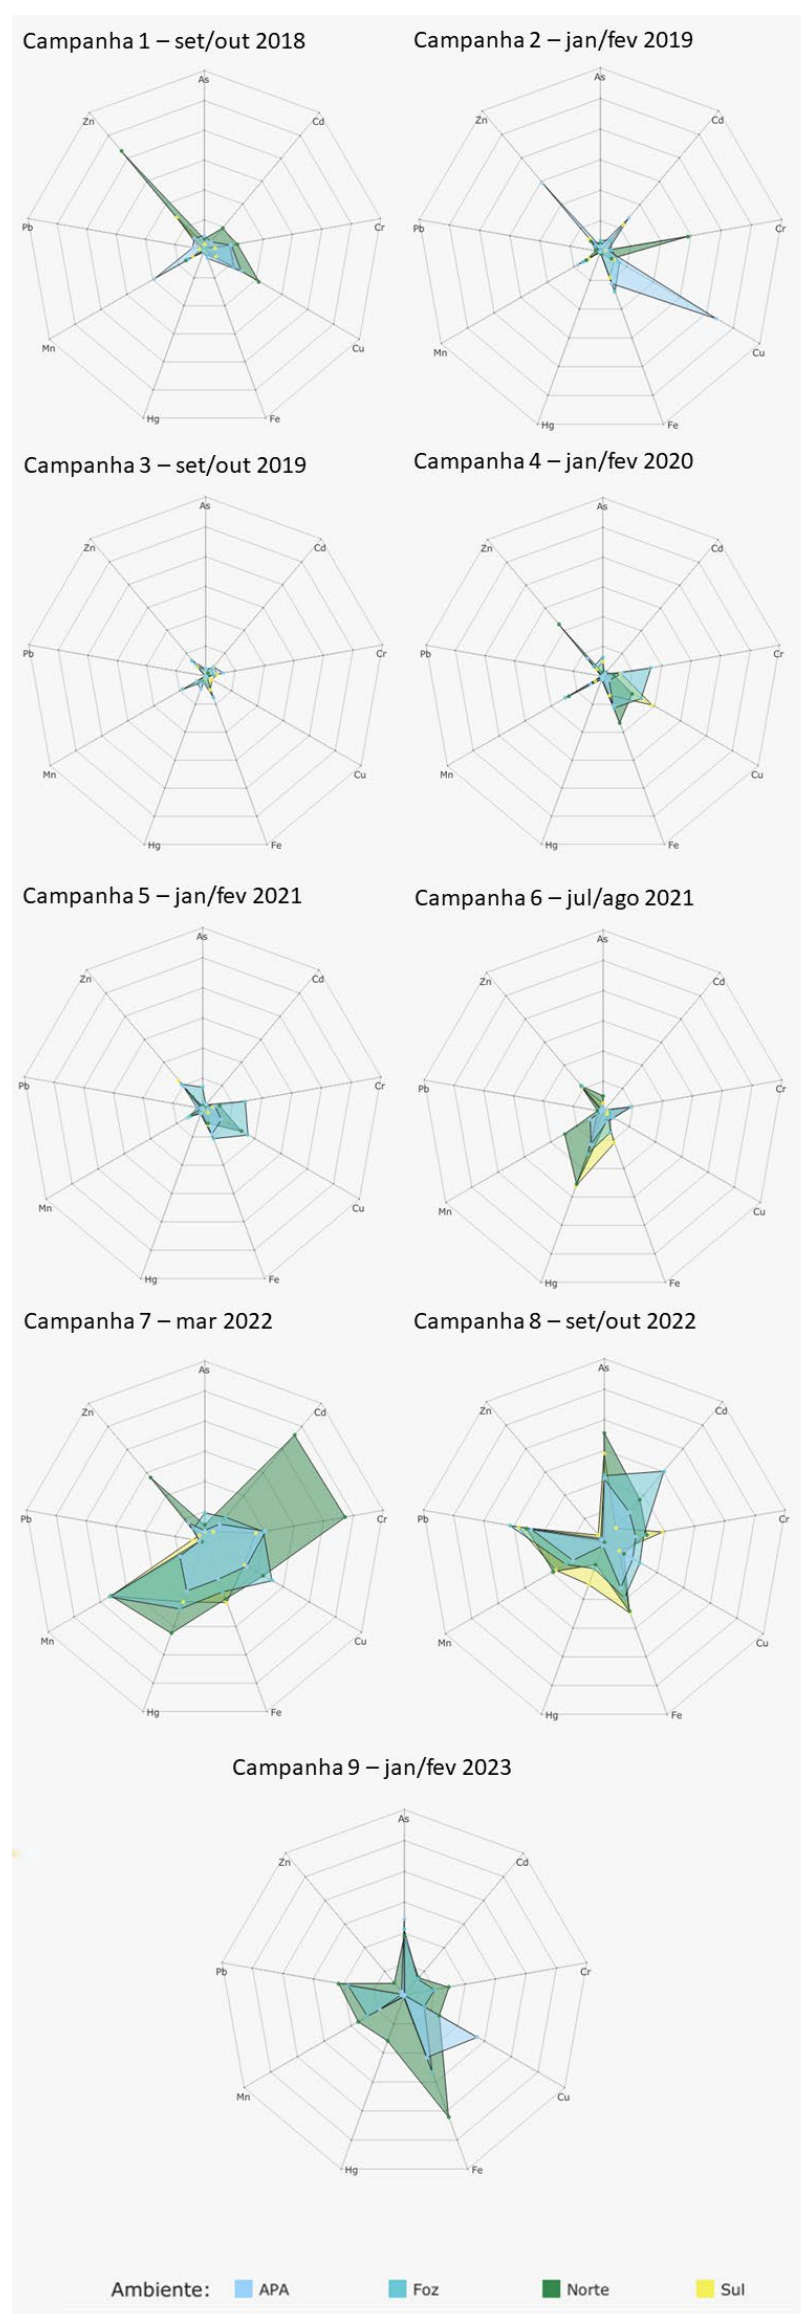 Campanha 1 – set/out 2018
As
Cd
Cr
Cu
Fe
Hg
Mn
Pb
Zn
Campanha 2 – jan/fev 2019
As
Cd
Cr
Cu
Fe
Hg
Mn
Pb
Zn
Campanha 3 – set/out 2019
As
Cd
Cr
Cu
Fe
Hg
Mn
Pb
Zn
Campanha 4 – jan/fev 2020
As
Cd
Cr
Cu
Fe
Hg
Mn
Pb
Zn
Campanha 5 – jan/fev 2021
As
Cd
Cr
Cu
Fe
Hg
Mn
Pb
Zn
Campanha 6 – jul/ago 2021
As
Cd
Cr
Cu
Fe
Hg
Mn
Pb
Zn
Campanha 7 – mar 2022
As
Cd
Cr
Cu
Fe
Hg
Mn
Pb
Zn
Campanha 8 – set/out 2022
As
Cd
Cr
Cu
Fe
Hg
Mn
Pb
Zn
Campanha 9 – jan/fev 2023
As
Cd
Cr
Cu
Fe
Hg
Mn
Pb
Zn
Ambiente: APA Foz Norte Sul